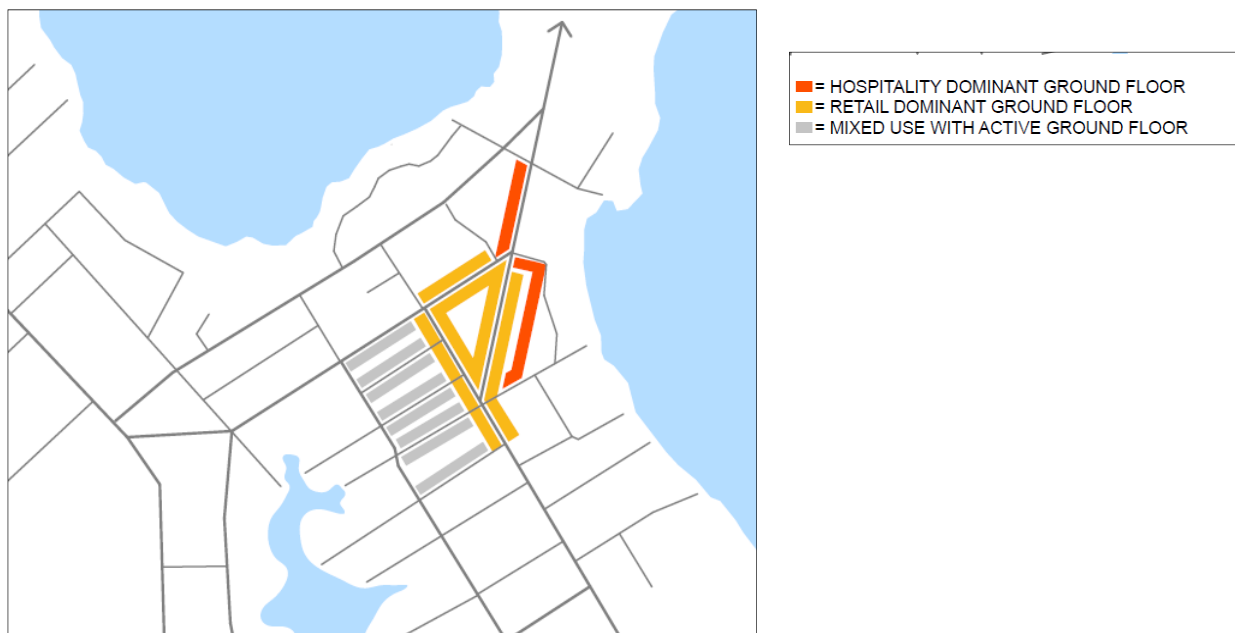 = HOSPITALITY DOMINANT GROUND FLOOR
= RETAIL DOMINANT GROUND FLOOR
= MIXED USE WITH ACTIVE GROUND FLOOR